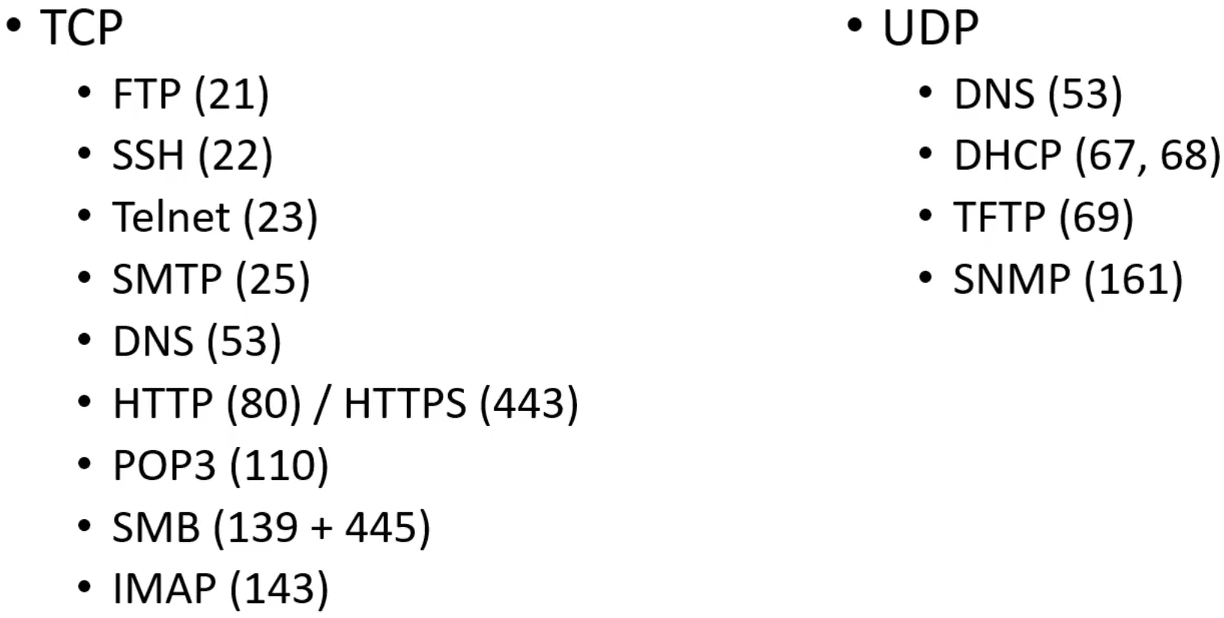 • TCP
• FTP (21)
• SSH (22)
• Telnet (23)
• SMTP (25)
• DNS (53)
• HTTP (80) / HTTPS (443)
• POP3 (110)
• SMB (139 + 445)
• IMAP (143)
• UDP
• DNS (53)
• DHCP (67, 68)
• TFTP (69)
• SNMP (161)